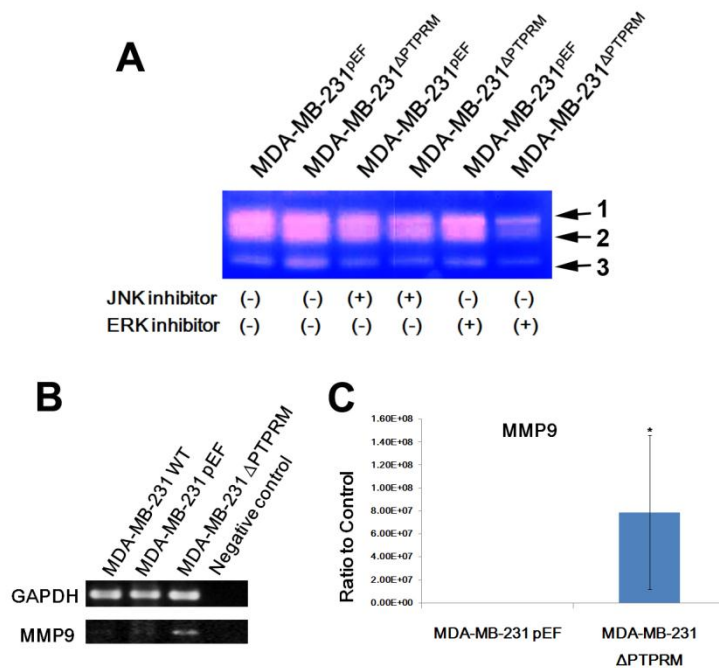 A
MDA-MB-231pEF
MDA-MB-231ΔPTPRM
MDA-MB-231pEF
MDA-MB-231ΔPTPRM
MDA-MB-231pEF
MDA-MB-231ΔPTPRM
1
2
3
JNK inhibitor (-) (-) (+) (+) (-) (-)
ERK inhibitor (-) (-) (-) (-) (+) (+)
B
MDA-MB-231 WT
MDA-MB-231 pEF
MDA-MB-231 ΔPTPRM
Negative control
GAPDH
MMP9
C
MMP9
Ratio to Control
1.60E+08
1.40E+08
1.20E+08
1.00E+08
8.00E+07
6.00E+07
4.00E+07
2.00E+07
0.00E+00
*
MDA-MB-231 pEF
MDA-MB-231
ΔPTPRM